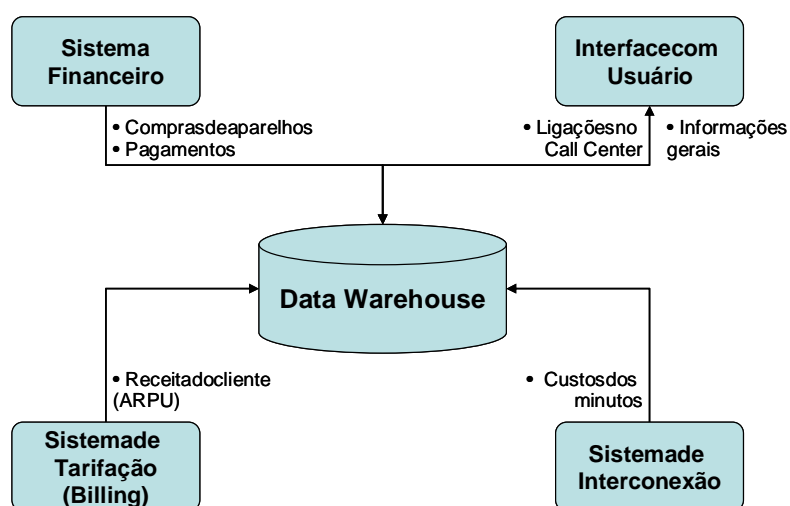 Sistema
Financeiro
Interfacecom
Usuário
• Comprasdeaparelhos
• Pagamentos
• Ligaçõesno
Call Center
• Informações
gerais
Data Warehouse
• Receitadocliente
(ARPU)
• Custosdos
minutos
Sistemade
Tarifação
(Billing)
Sistemade
Interconexão